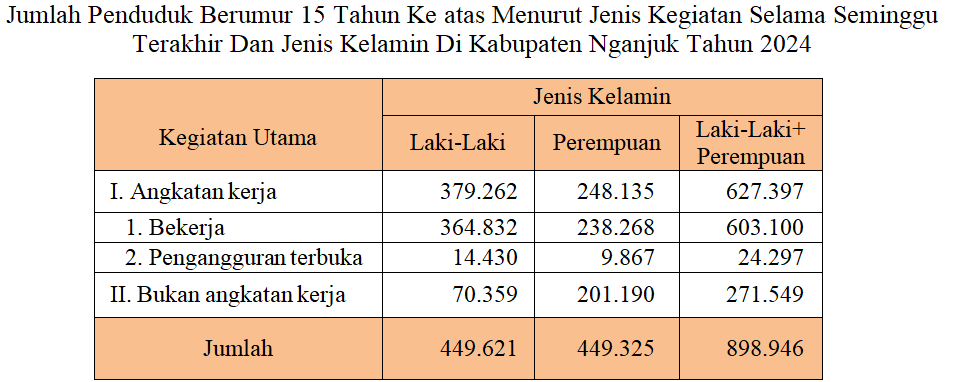 Jumlah Penduduk Berumur 15 Tahun Ke atas Menurut Jenis Kegiatan Selama Seminggu
Terakhir Dan Jenis Kelamin Di Kabupaten Nganjuk Tahun 2024
Kegiatan Utama
Jenis Kelamin
Laki-Laki
Perempuan
Laki-Laki+
Perempuan
I. Angkatan kerja 379.262 248.135 627.397
1. Bekerja 364.832 238.268 603.100
2. Pengangguran terbuka 14.430 9.867 24.297
II. Bukan angkatan kerja 70.359 201.190 271.549
Jumlah 449.621 449.325 898.946